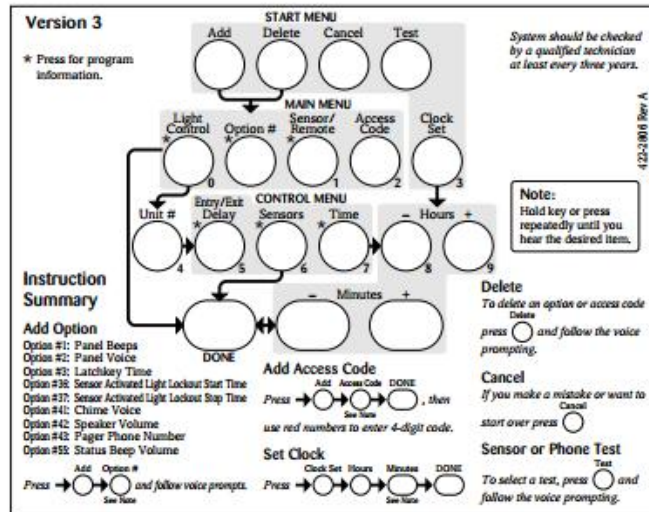 Version 3
* Press for program
information.
START MENU
Add Delete Cancel Test
System should be checked
by a qualified technician
at least every three years.
422-2806 Rev A
MAIN MENU
Light
Control
* Option #
* Sensor/
Remote
*
Access
Code
Clock
Set
0 1 2 3
CONTROL MENU
Unit #
Entry/Exit
Delay
*
Sensors
*
Time
*
– Hours +
4 5 6 7 8 9
Note:
Hold key or press
repeatedly until you
hear the desired item.
– Minutes +
DONE
Instruction
Summary
Add Option
Option #1: Panel Beeps
Option #2: Panel Voice
Option #3: Latchkey Time
Option #36: Sensor Activated Light Lockout Start Time
Option #37: Sensor Activated Light Lockout Stop Time
Option #41: Chime Voice
Option #42: Speaker Volume
Option #43: Pager Phone Number
Option #55: Status Beep Volume
Add Option #
Press and follow voice prompts.
See Note
Add Access Code
Add Access Code DONE
Press , then
See Note
use red numbers to enter 4-digit code.
Set Clock
Clock Set Hours Minutes DONE
Press
See Note
Delete
To delete an option or access code
Delete
press and follow the voice
prompting.
Cancel
If you make a mistake or want to
Cancel
start over press
Sensor or Phone Test
Test
To select a test, press and
follow the voice prompting.